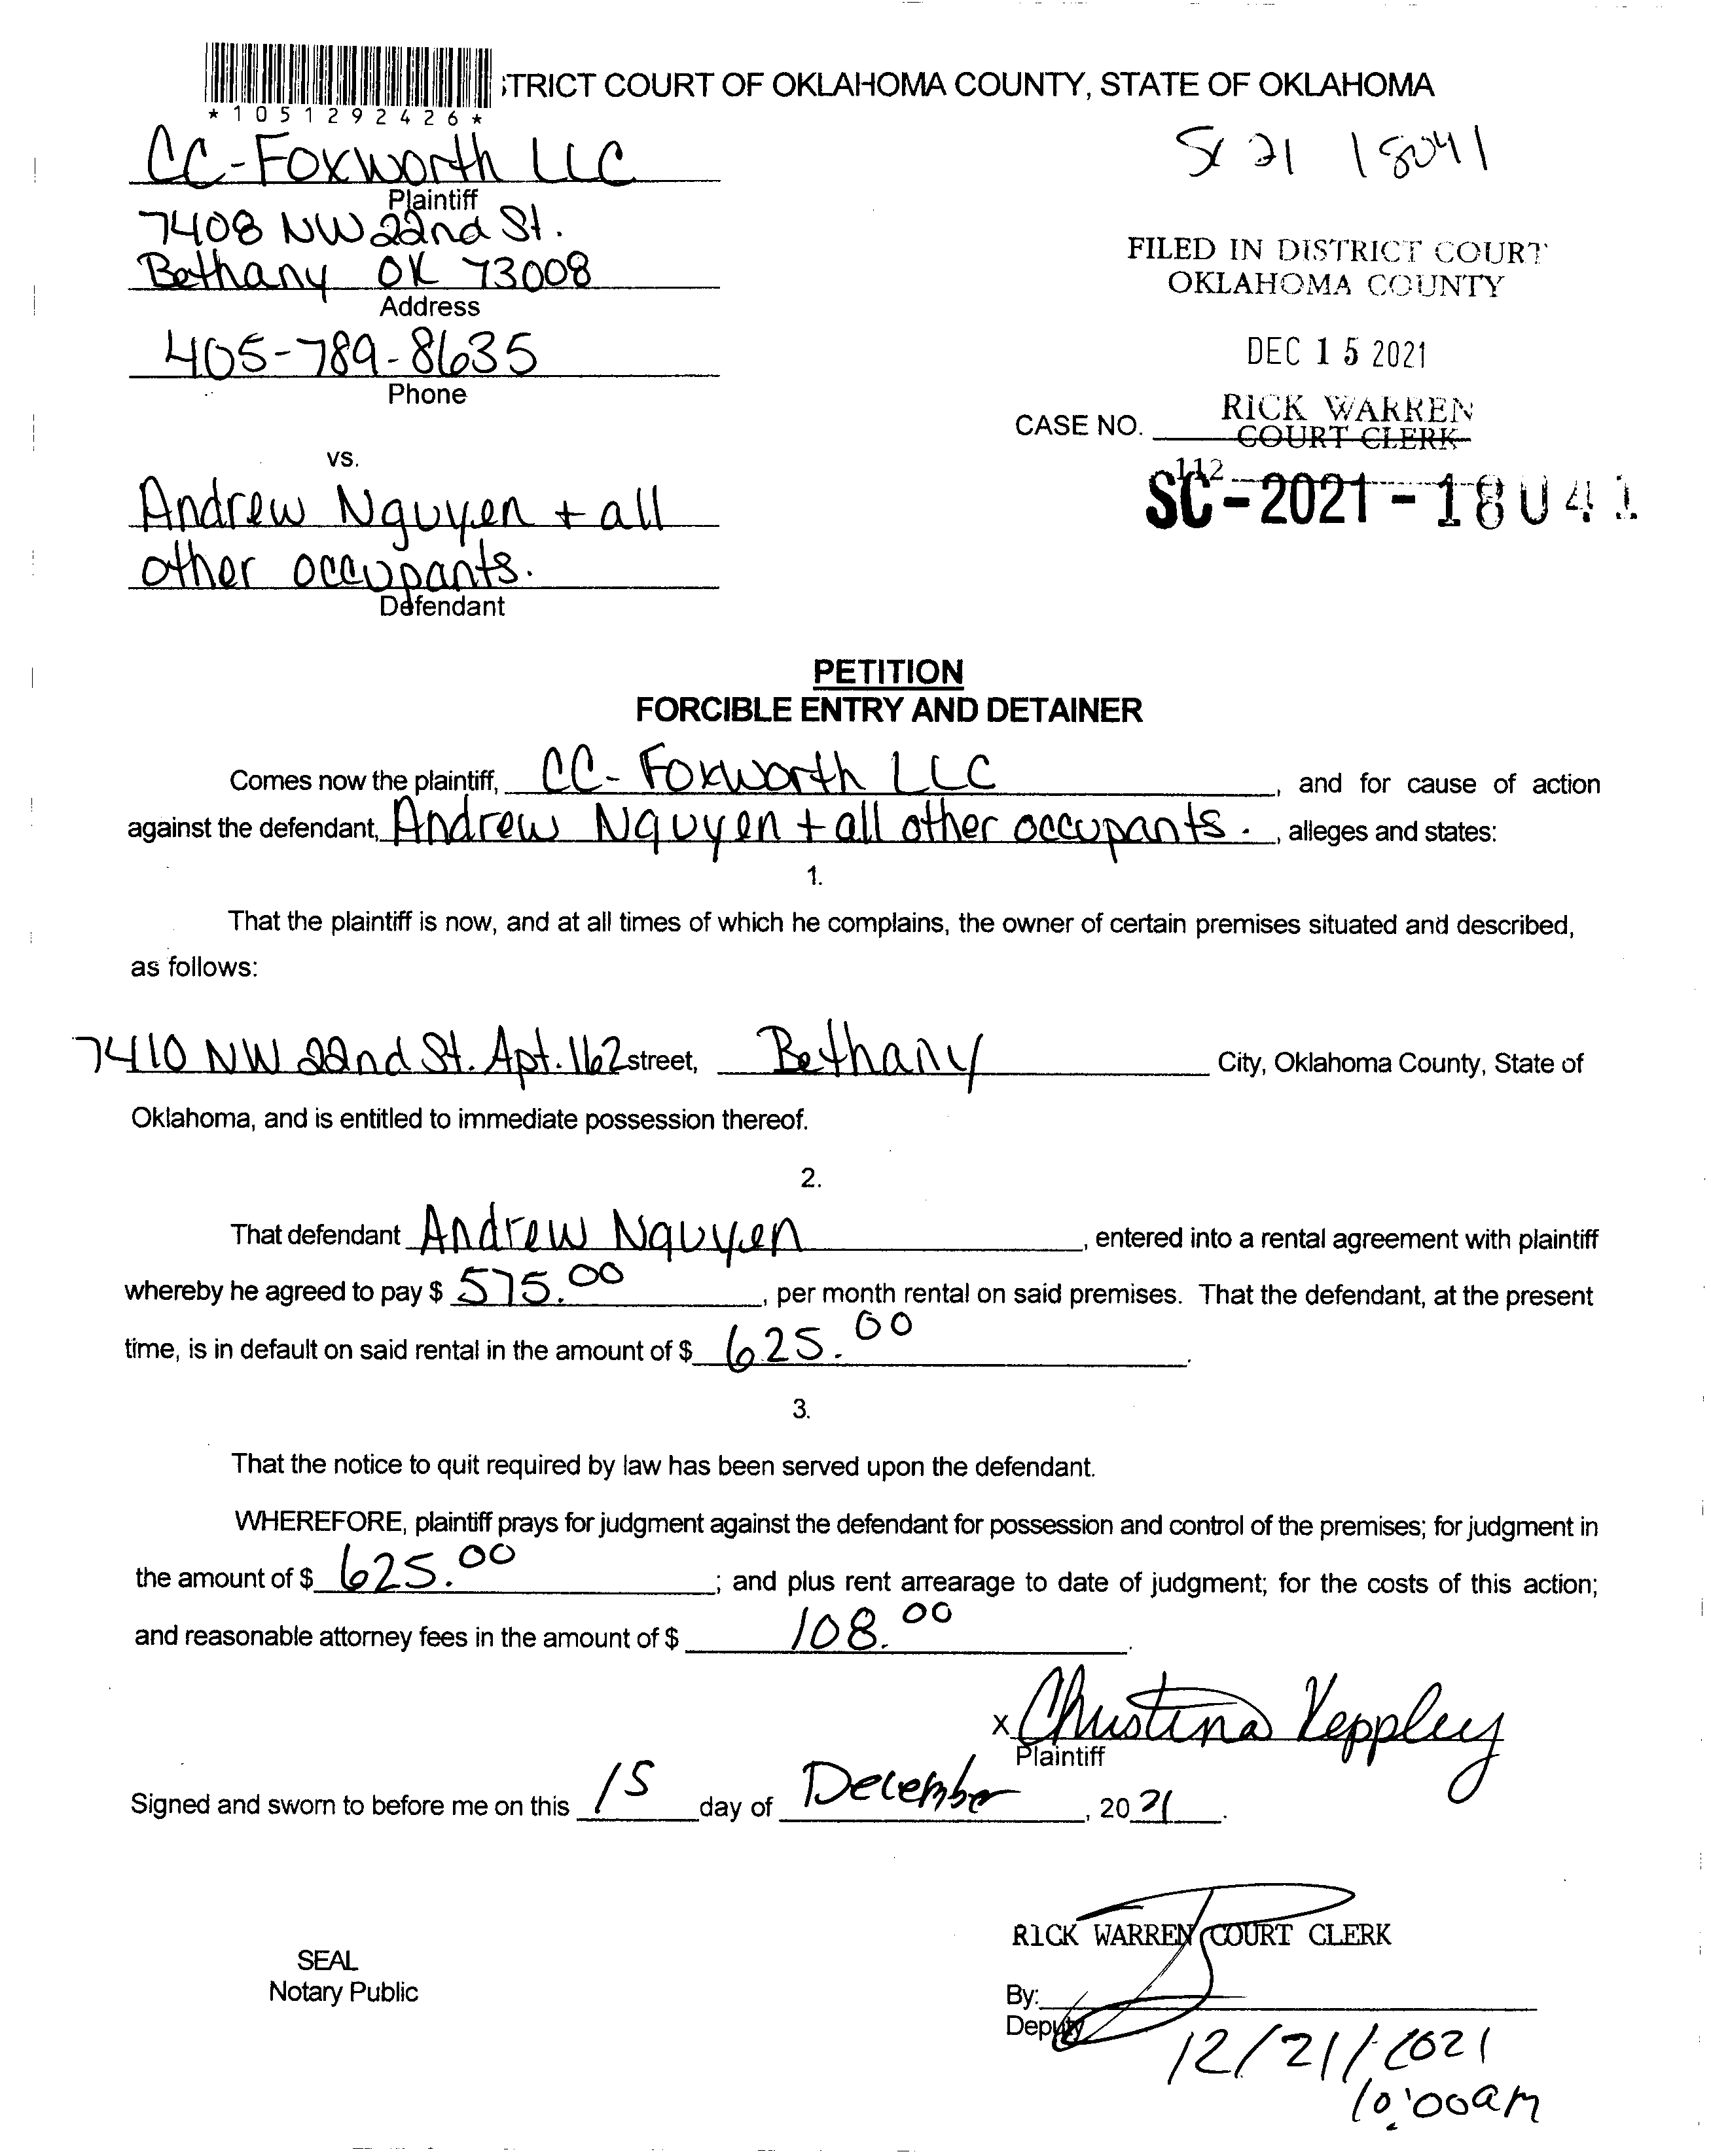 TRICT COURT OF OKLAHOMA COUNTY, STATE OF OKLAHOMA
*1051292426*
CC-Foxworth LLC
Plaintiff
7408 NW 22nd St.
Bethany OK 73008
Address
405-789-8635
Phone
SC 21 18041
FILED IN DISTRICT COURT
OKLAHOMA COUNTY
DEC 15 2021
RICK WARREN
COURT CLERK
CASE NO.
112
SC-2021-18041
vs.
Andrew Nguyen + all
other occupants.
Defendant
PETITION
FORCIBLE ENTRY AND DETAINER
Comes now the plaintiff, CC-Foxworth LLC, and for cause of action
against the defendant, Andrew Nguyen + all other occupants., alleges and states:
1.
That the plaintiff is now, and at all times of which he complains, the owner of certain premises situated and described,
as follows:
7410 NW 22nd St. Apt. 162 street, Bethany City, Oklahoma County, State of
Oklahoma, and is entitled to immediate possession thereof.
2.
That defendant Andrew Nguyen, entered into a rental agreement with plaintiff
whereby he agreed to pay $ 575.00, per month rental on said premises. That the defendant, at the present
time, is in default on said rental in the amount of $ 625.00.
3.
That the notice to quit required by law has been served upon the defendant.
WHEREFORE, plaintiff prays for judgment against the defendant for possession and control of the premises; for judgment in
the amount of $ 625.00; and plus rent arrearage to date of judgment; for the costs of this action;
and reasonable attorney fees in the amount of $ 108.00.
x Christina Keppley
Plaintiff
Signed and sworn to before me on this 15 day of December, 2021.
RICK WARREN COURT CLERK
SEAL
Notary Public
By:
Deputy
12/21/2021
10:00am